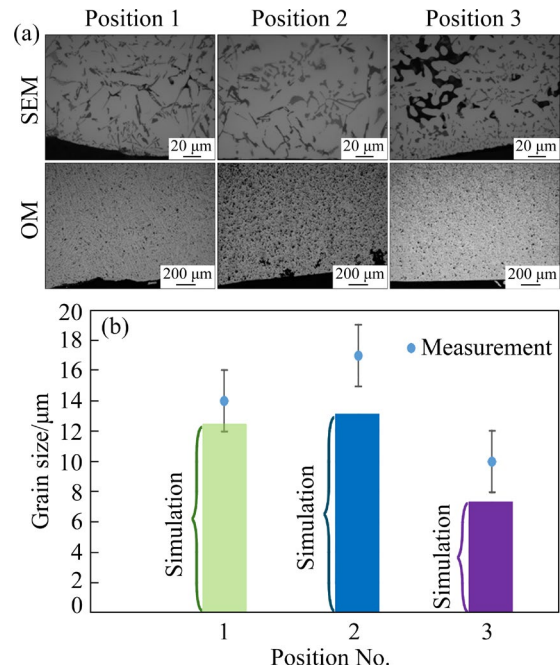 (a)
Position 1 Position 2 Position 3
SEM
20 μm 20 μm 20 μm
OM
200 μm 200 μm 200 μm
(b)
Measurement
Grain size/μm
20
18
16
14
12
10
8
6
4
2
0
Simulation Simulation Simulation
1 2 3
Position No.